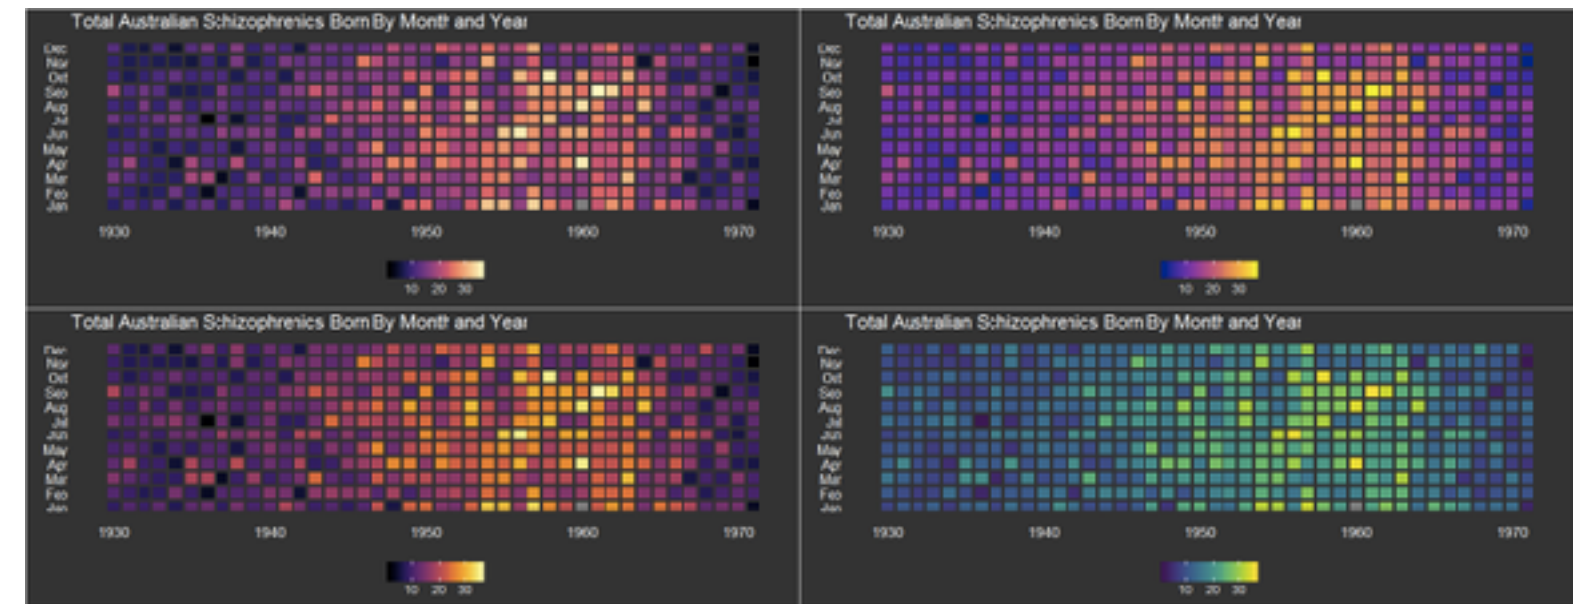 Total Australian Schizophrenics Born By Month and Year
Dec
Nov
Oct
Sep
Aug
Jul
Jun
May
Apr
Mar
Feb
Jan
1930 1940 1950 1960 1970
10 20 30
Total Australian Schizophrenics Born By Month and Year
Dec
Nov
Oct
Sep
Aug
Jul
Jun
May
Apr
Mar
Feb
Jan
1930 1940 1950 1960 1970
10 20 30
Total Australian Schizophrenics Born By Month and Year
Dec
Nov
Oct
Sep
Aug
Jul
Jun
May
Apr
Mar
Feb
Jan
1930 1940 1950 1960 1970
10 20 30
Total Australian Schizophrenics Born By Month and Year
Dec
Nov
Oct
Sep
Aug
Jul
Jun
May
Apr
Mar
Feb
Jan
1930 1940 1950 1960 1970
10 20 30